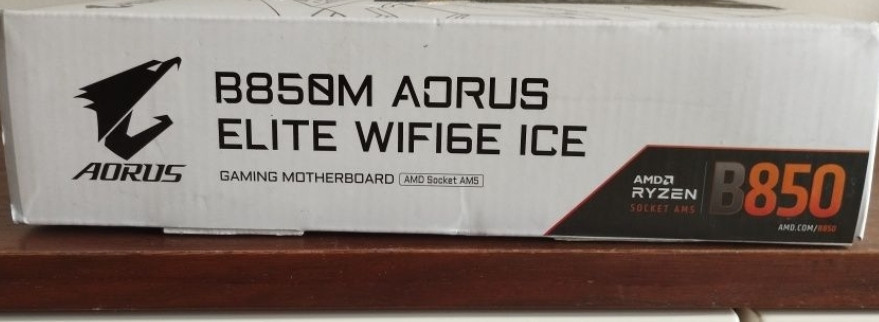 B850M AORUS
ELITE WIFI6E ICE
AORUS
GAMING MOTHERBOARD AMD Socket AM5
AMD
RYZEN
SOCKET AM5
B850
AMD.COM/B850